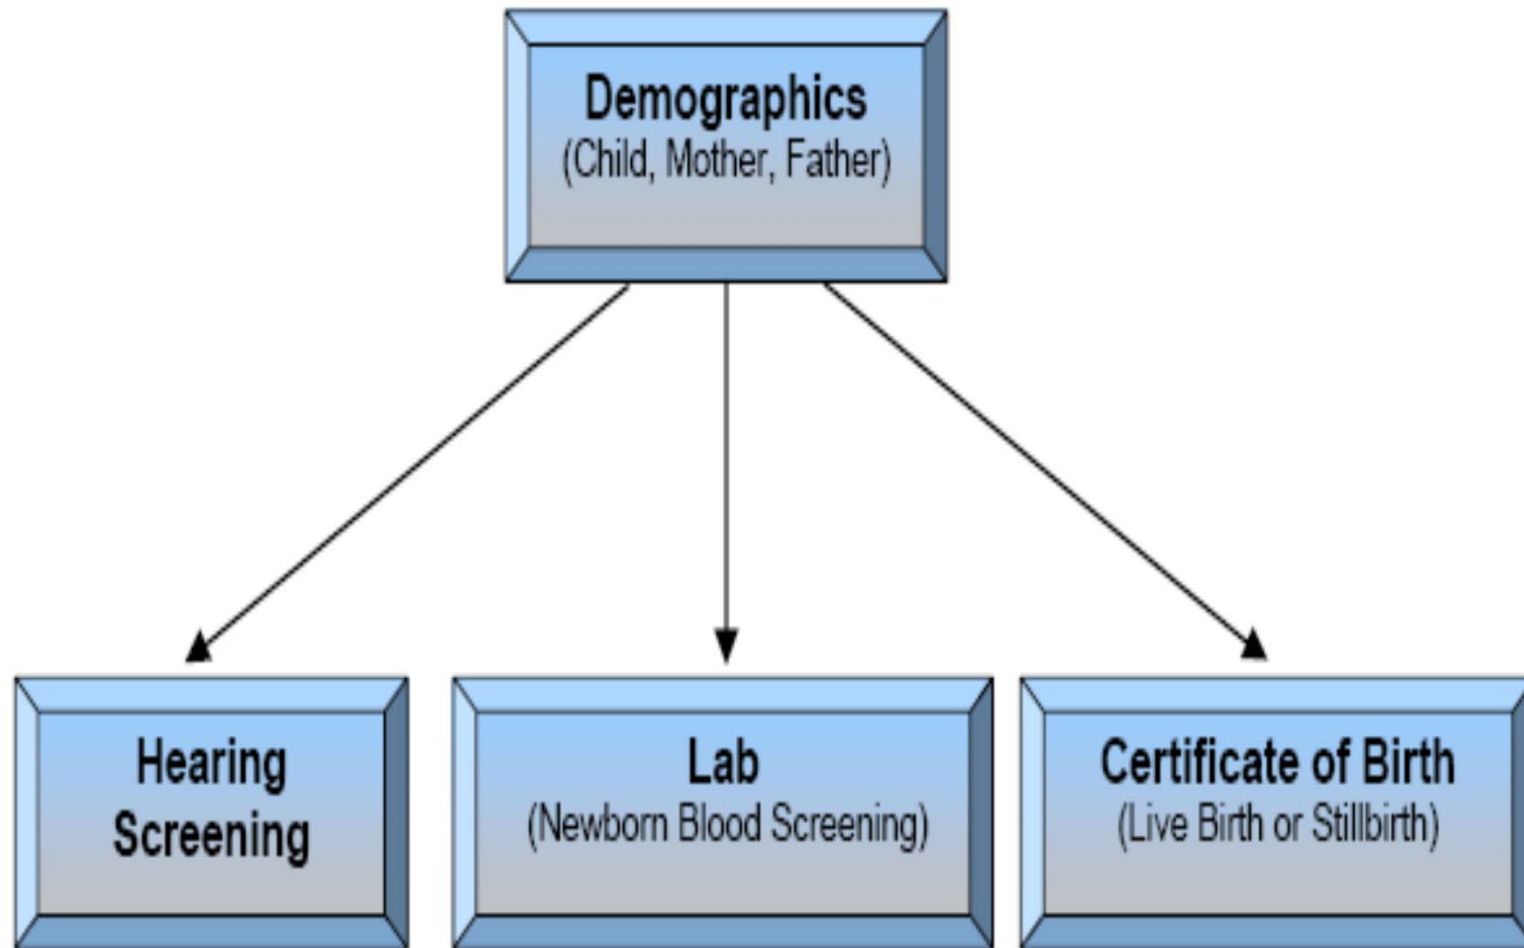 Demographics
(Child, Mother, Father)
Hearing
Screening
Lab
(Newborn Blood Screening)
Certificate of Birth
(Live Birth or Stillbirth)